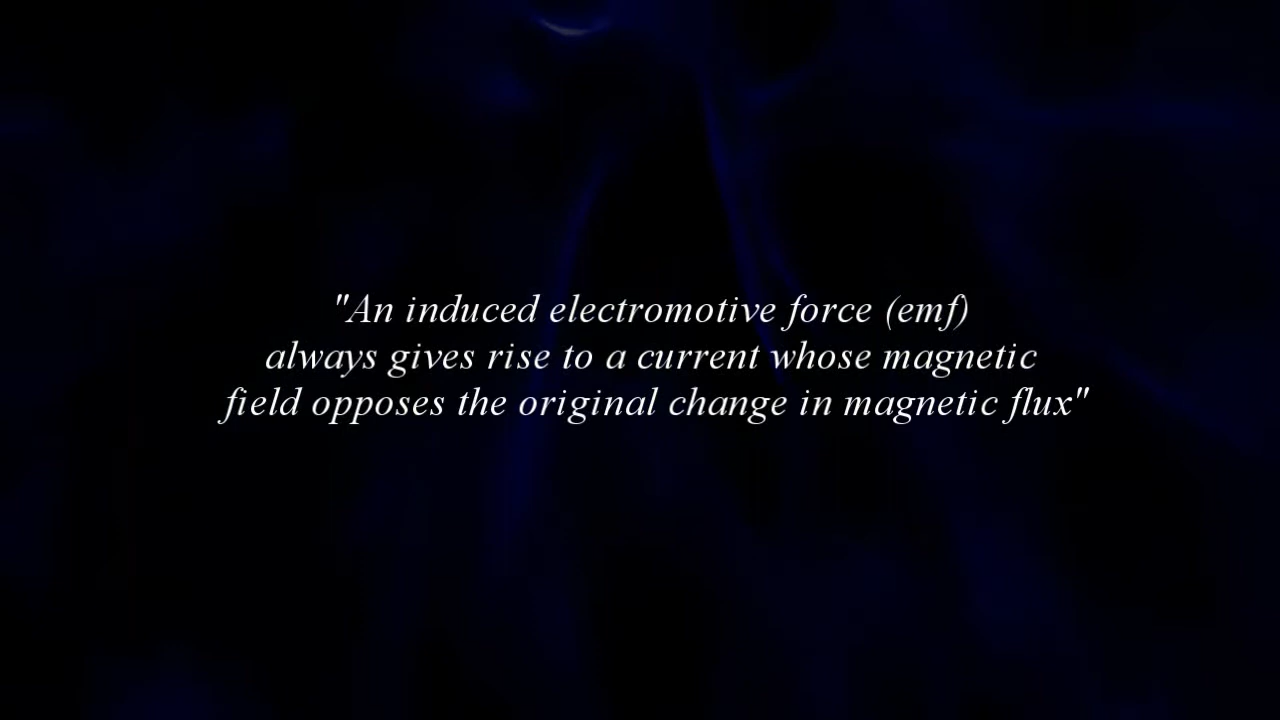 "An induced electromotive force (emf)
always gives rise to a current whose magnetic
field opposes the original change in magnetic flux"